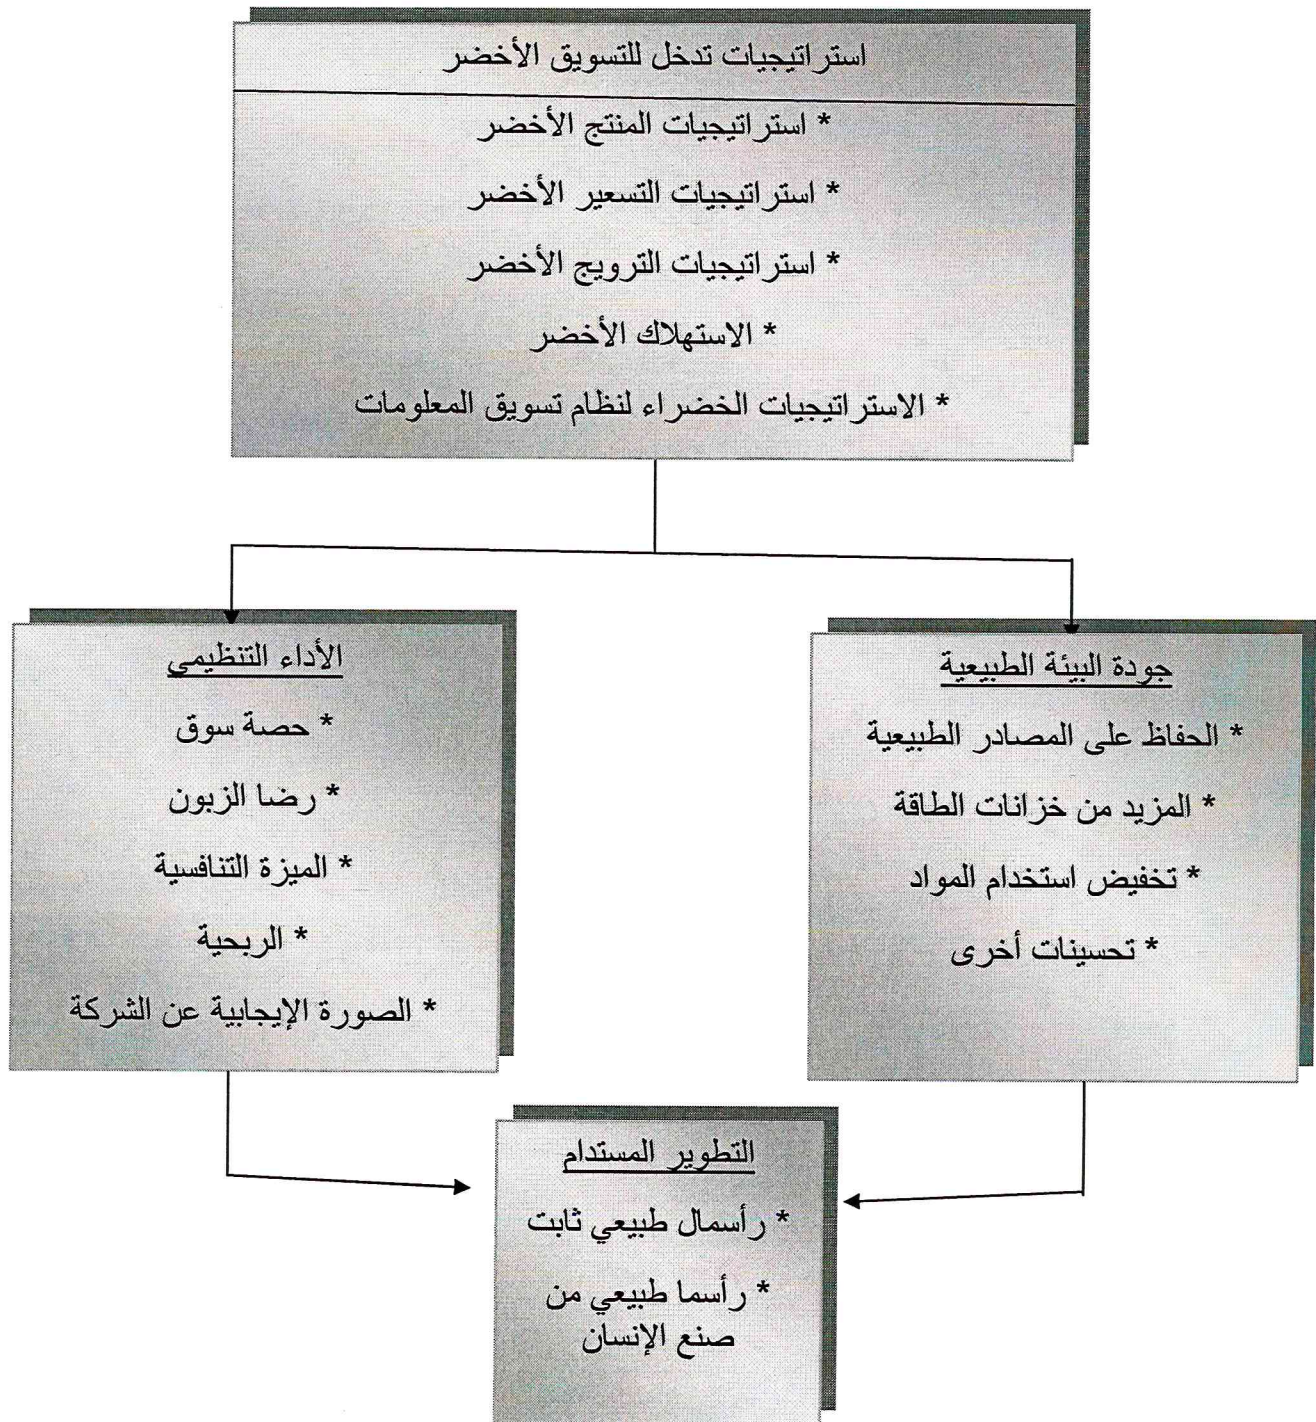 استراتيجيات تدخل للتسويق الأخضر
* استراتيجيات المنتج الأخضر
* استراتيجيات التسعير الأخضر
* استراتيجيات الترويج الأخضر
* الاستهلاك الأخضر
* الاستراتيجيات الخضراء لنظام تسويق المعلومات
جودة البيئة الطبيعية
* الحفاظ على المصادر الطبيعية
* المزيد من خزانات الطاقة
* تخفيض استخدام المواد
* تحسينات أخرى
الأداء التنظيمي
* حصة سوق
* رضا الزبون
* الميزة التنافسية
* الربحية
* الصورة الإيجابية عن الشركة
التطوير المستدام
* رأسمال طبيعي ثابت
* رأسما طبيعي من
صنع الإنسان